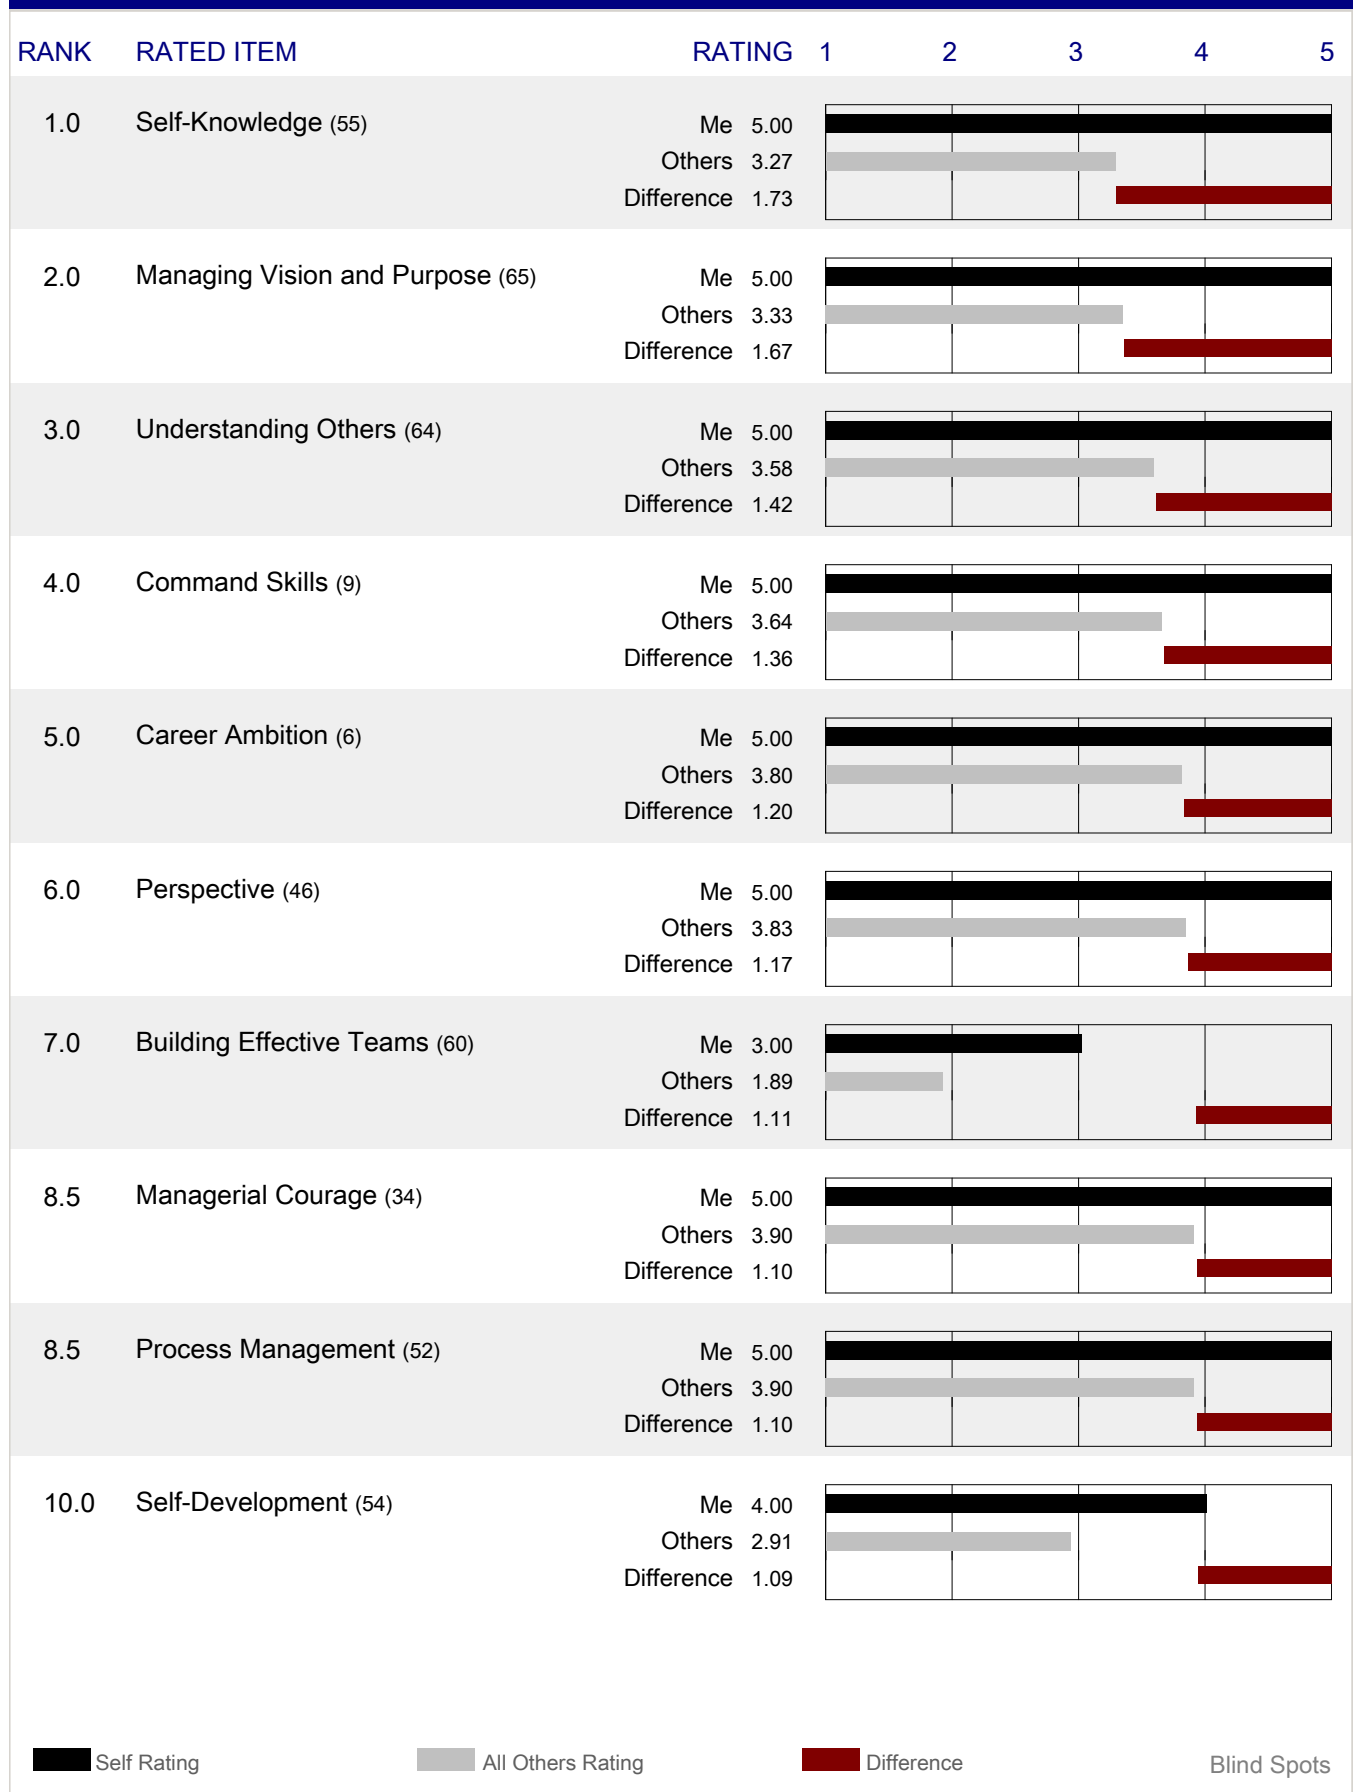 RANK RATED ITEM RATING 1 2 3 4 5
1.0 Self-Knowledge (55) Me 5.00
Others 3.27
Difference 1.73
2.0 Managing Vision and Purpose (65) Me 5.00
Others 3.33
Difference 1.67
3.0 Understanding Others (64) Me 5.00
Others 3.58
Difference 1.42
4.0 Command Skills (9) Me 5.00
Others 3.64
Difference 1.36
5.0 Career Ambition (6) Me 5.00
Others 3.80
Difference 1.20
6.0 Perspective (46) Me 5.00
Others 3.83
Difference 1.17
7.0 Building Effective Teams (60) Me 3.00
Others 1.89
Difference 1.11
8.5 Managerial Courage (34) Me 5.00
Others 3.90
Difference 1.10
8.5 Process Management (52) Me 5.00
Others 3.90
Difference 1.10
10.0 Self-Development (54) Me 4.00
Others 2.91
Difference 1.09
Self Rating All Others Rating Difference Blind Spots